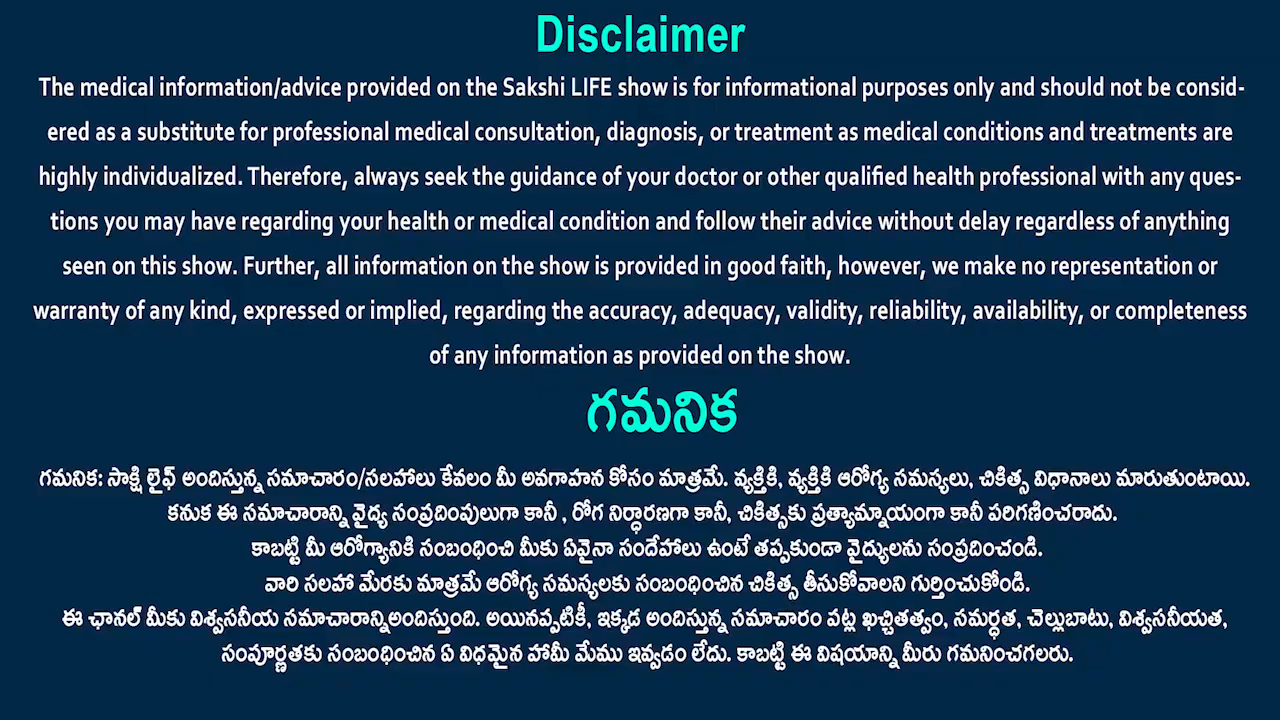 Disclaimer
The medical information/advice provided on the Sakshi LIFE show is for informational purposes only and should not be consid-
ered as a substitute for professional medical consultation, diagnosis, or treatment as medical conditions and treatments are
highly individualized. Therefore, always seek the guidance of your doctor or other qualified health professional with any ques-
tions you may have regarding your health or medical condition and follow their advice without delay regardless of anything
seen on this show. Further, all information on the show is provided in good faith, however, we make no representation or
warranty of any kind, expressed or implied, regarding the accuracy, adequacy, validity, reliability, availability, or completeness
of any information as provided on the show.
గమనిక
గమనిక: సాక్షి లైఫ్ అందిస్తున్న సమాచారం/సలహాలు కేవలం మీ అవగాహన కోసం మాత్రమే. వ్యక్తికి, వ్యక్తికి ఆరోగ్య సమస్యలు, చికిత్స విధానాలు మారుతుంటాయి.
కనుక ఈ సమాచారాన్ని వైద్య సంప్రదింపులుగా కానీ , రోగ నిర్ధారణగా కానీ, చికిత్సకు ప్రత్యామ్నాయంగా కానీ పరిగణించరాదు.
కాబట్టి మీ ఆరోగ్యానికి సంబంధించి మీకు ఏవైనా సందేహాలు ఉంటే తప్పకుండా వైద్యులను సంప్రదించండి.
వారి సలహా మేరకు మాత్రమే ఆరోగ్య సమస్యలకు సంబంధించిన చికిత్స తీసుకోవాలని గుర్తించుకోండి.
ఈ ఛానల్ మీకు విశ్వసనీయ సమాచారాన్నిఅందిస్తుంది. అయినప్పటికీ, ఇక్కడ అందిస్తున్న సమాచారం పట్ల ఖచ్చితత్వం, సమర్ధత, చెల్లుబాటు, విశ్వసనీయత,
సంపూర్ణతకు సంబంధించిన ఏ విధమైన హామీ మేము ఇవ్వడం లేదు. కాబట్టి ఈ విషయాన్ని మీరు గమనించగలరు.